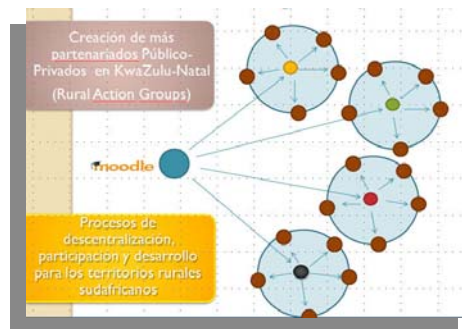 Creación de más
partenariados Público-
Privados en KwaZulu-Natal
(Rural Action Groups)
moodle
Procesos de
descentralización,
participación y desarrollo
para los territorios rurales
sudafricanos